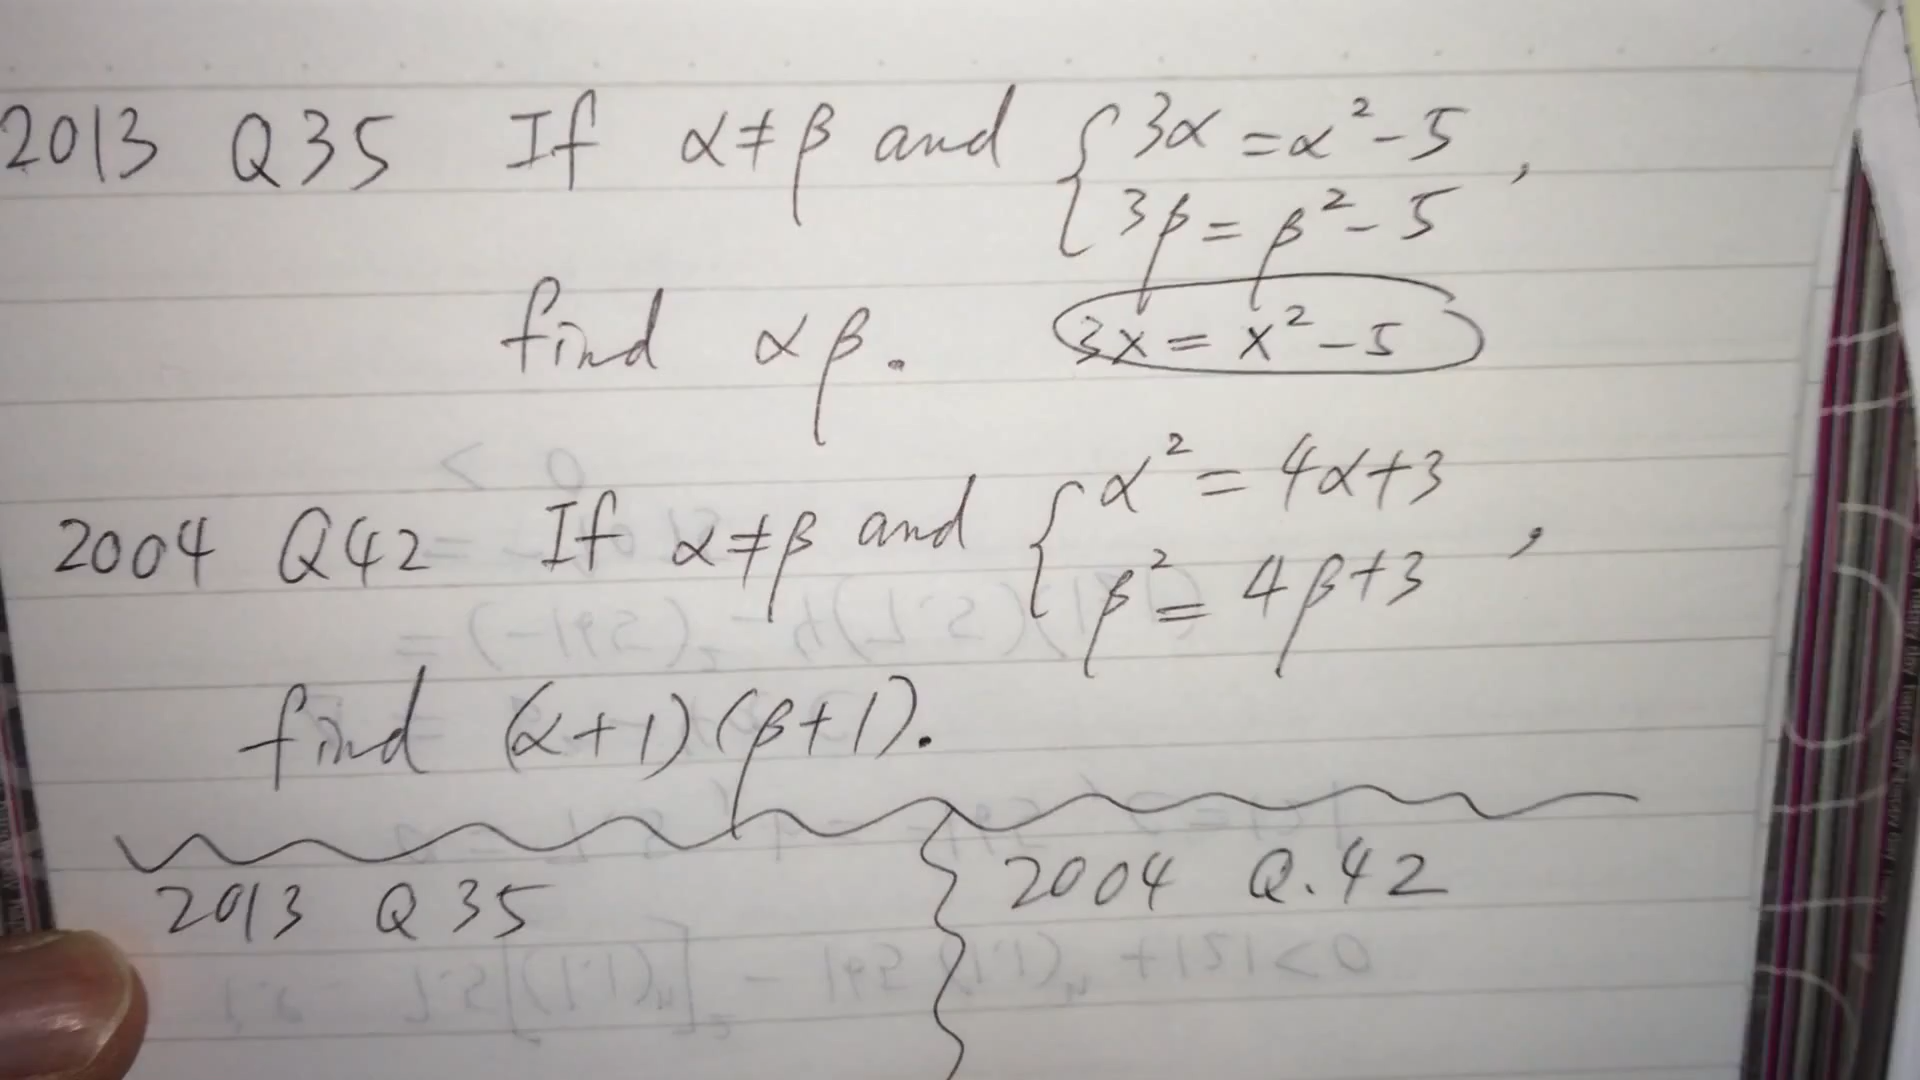 2013 Q35 If α≠β and { 3α = α² - 5
3β = β² - 5 ,
find αβ. 3x = x² - 5
2004 Q42 If α≠β and { α² = 4α+3
β² = 4β+3 ,
find (α+1)(β+1).
2013 Q35
2004 Q.42